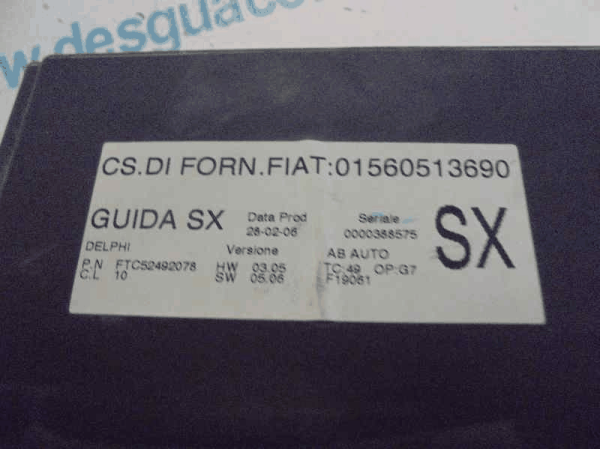 www.desguac
CS.DI FORN.FIAT:01560513690
GUIDA SX Data Prod 28-02-06 Seriale 0000388575 SX
DELPHI Versione AB AUTO
P.N FTC52492078 HW 03.05 TC:49 OP:G7
C.L 10 SW 05.06 F19061